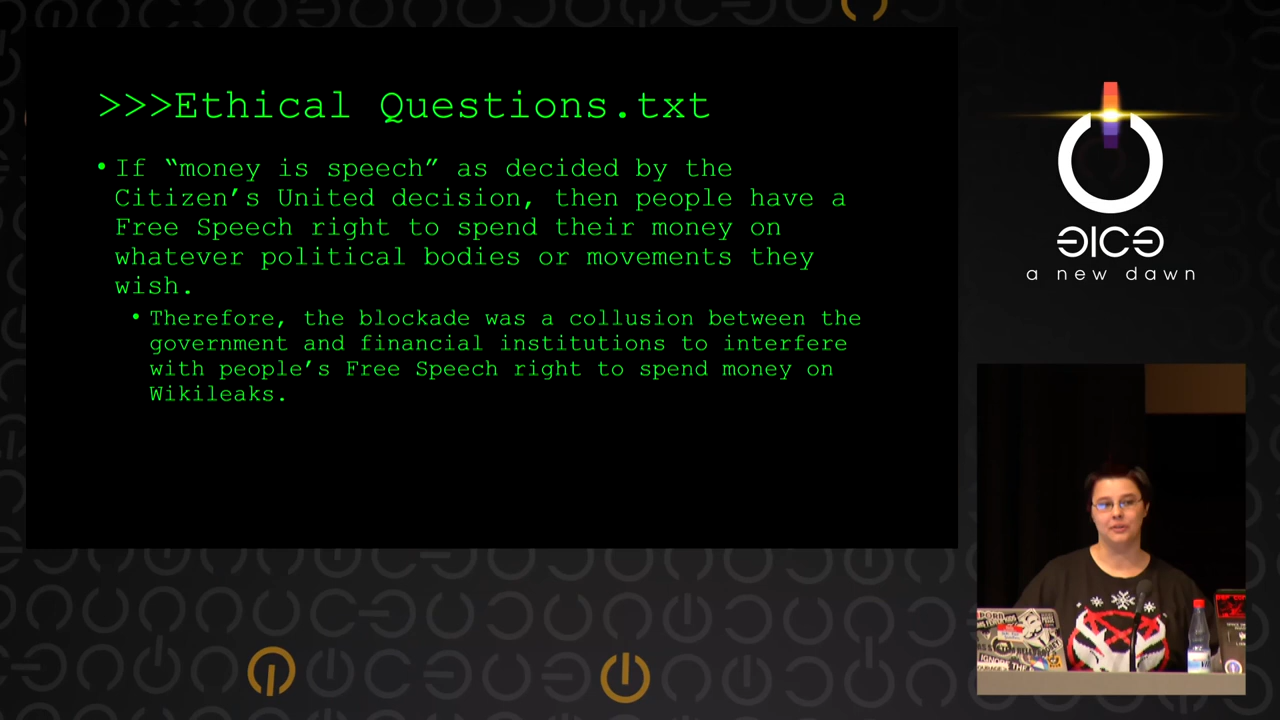 >>>Ethical Questions.txt
• If “money is speech” as decided by the
Citizen’s United decision, then people have a
Free Speech right to spend their money on
whatever political bodies or movements they
wish.
• Therefore, the blockade was a collusion between the
government and financial institutions to interfere
with people’s Free Speech right to spend money on
Wikileaks.
a new dawn